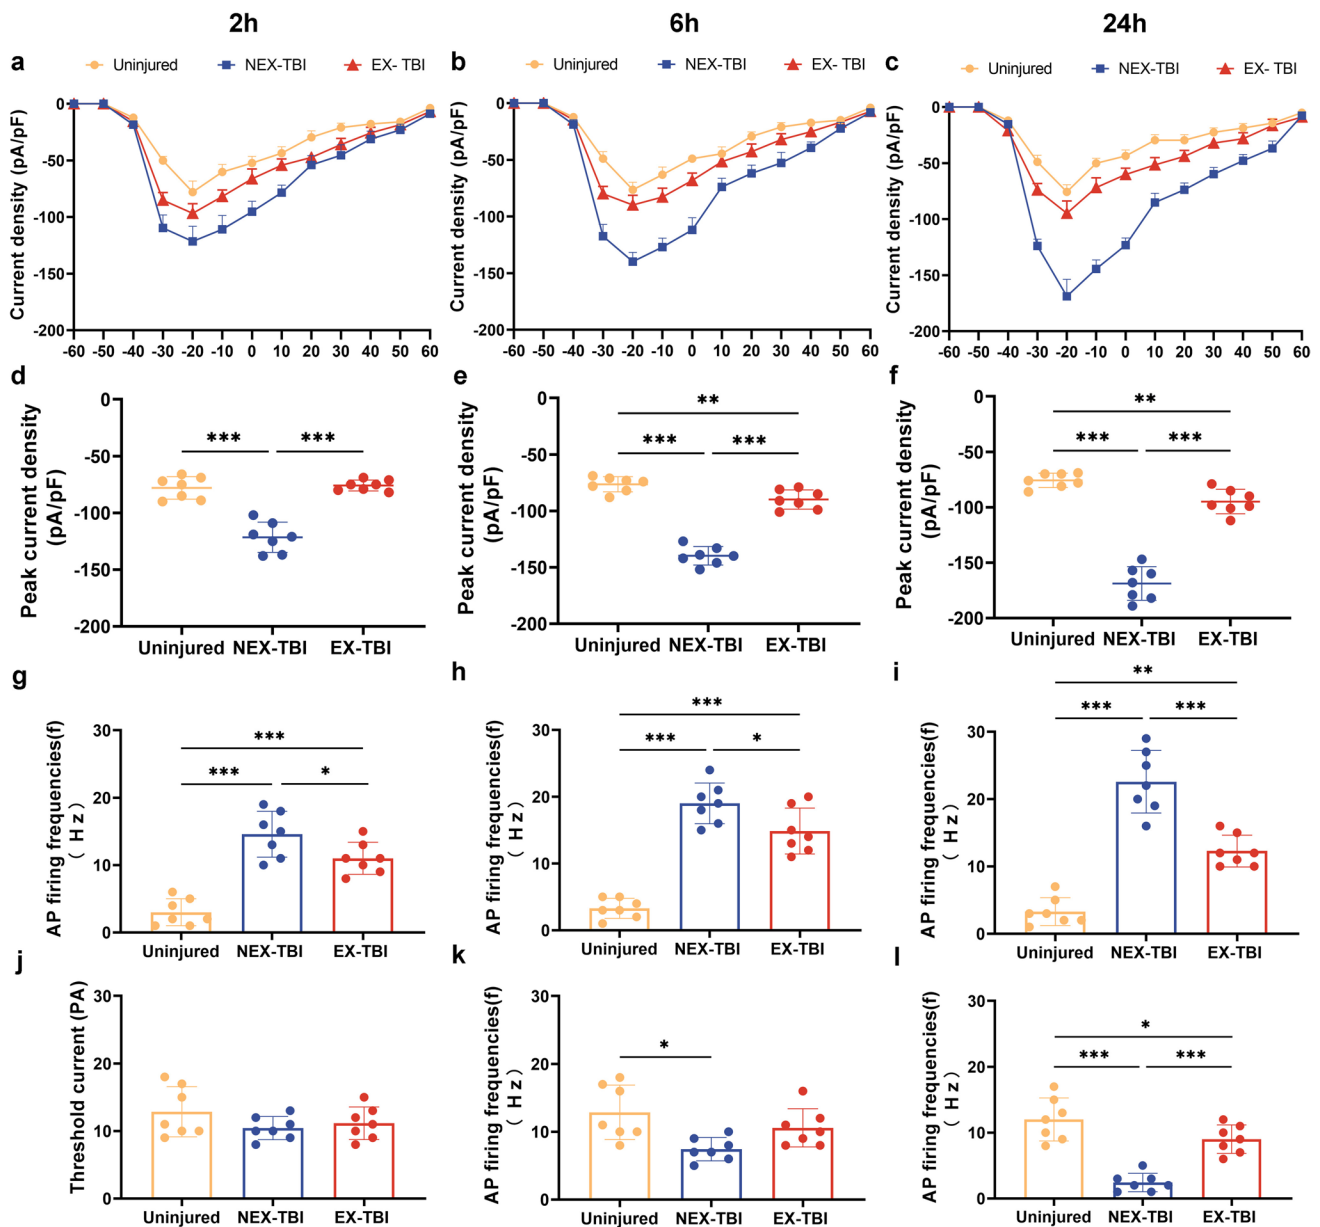 2h 6h 24h
a Uninjured NEX-TBI EX- TBI b Uninjured NEX-TBI EX- TBI c Uninjured NEX-TBI EX- TBI
Current density (pA/pF)
0
-50
-100
-150
-200
-60 -50 -40 -30 -20 -10 0 10 20 30 40 50 60
Current density (pA/pF)
0
-50
-100
-150
-200
-60 -50 -40 -30 -20 -10 0 10 20 30 40 50 60
Current density (pA/pF)
0
-50
-100
-150
-200
-60 -50 -40 -30 -20 -10 0 10 20 30 40 50 60
d
Peak current density
(pA/pF)
0
-50
-100
-150
-200
*** ***
Uninjured NEX-TBI EX-TBI
e
Peak current density
(pA/pF)
0
-50
-100
-150
-200
**
*** ***
Uninjured NEX-TBI EX-TBI
f
Peak current density
(pA/pF)
0
-50
-100
-150
-200
**
*** ***
Uninjured NEX-TBI EX-TBI
g
AP firing frequencies(f)
( Hz )
30
20
10
0
***
*** *
Uninjured NEX-TBI EX-TBI
h
AP firing frequencies(f)
( Hz )
30
20
10
0
***
*** *
Uninjured NEX-TBI EX-TBI
i
AP firing frequencies(f)
( Hz )
30
20
10
0
**
*** ***
Uninjured NEX-TBI EX-TBI
j
Threshold current (PA)
30
20
10
0
Uninjured NEX-TBI EX-TBI
k
AP firing frequencies(f)
( Hz )
30
20
10
0
*
Uninjured NEX-TBI EX-TBI
l
AP firing frequencies(f)
( Hz )
30
20
10
0
*
*** ***
Uninjured NEX-TBI EX-TBI